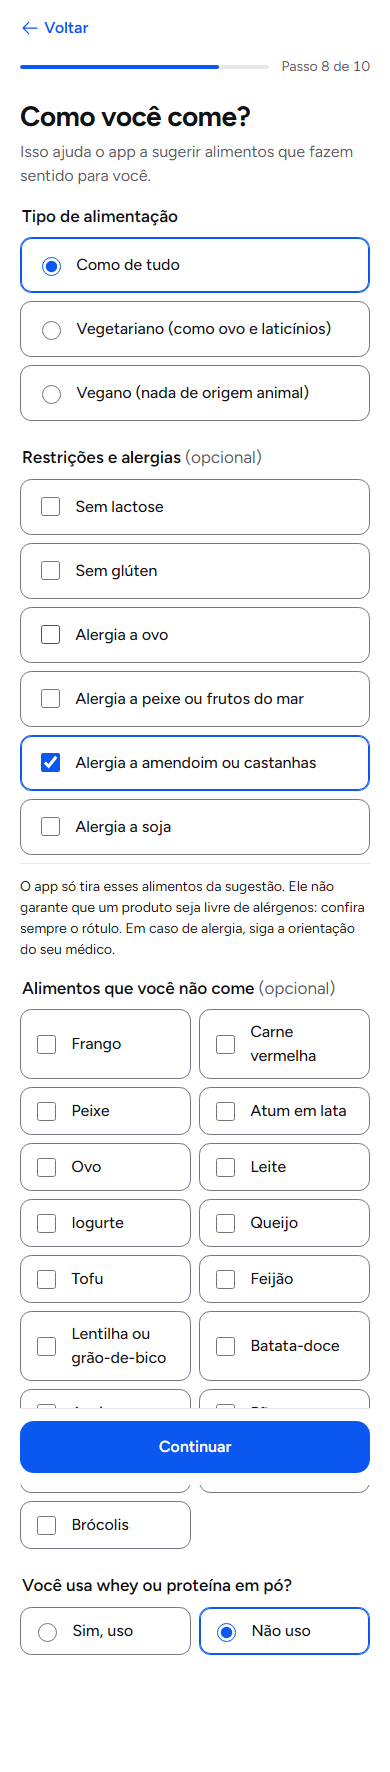 Voltar
Passo 8 de 10
Como você come?
Isso ajuda o app a sugerir alimentos que fazem
sentido para você.
Tipo de alimentação
Como de tudo
Vegetariano (como ovo e laticínios)
Vegano (nada de origem animal)
Restrições e alergias (opcional)
Sem lactose
Sem glúten
Alergia a ovo
Alergia a peixe ou frutos do mar
Alergia a amendoim ou castanhas
Alergia a soja
O app só tira esses alimentos da sugestão. Ele não
garante que um produto seja livre de alérgenos: confira
sempre o rótulo. Em caso de alergia, siga a orientação
do seu médico.
Alimentos que você não come (opcional)
Frango
Carne
vermelha
Peixe
Atum em lata
Ovo
Leite
Iogurte
Queijo
Tofu
Feijão
Lentilha ou
grão-de-bico
Batata-doce
Continuar
Brócolis
Você usa whey ou proteína em pó?
Sim, uso
Não uso